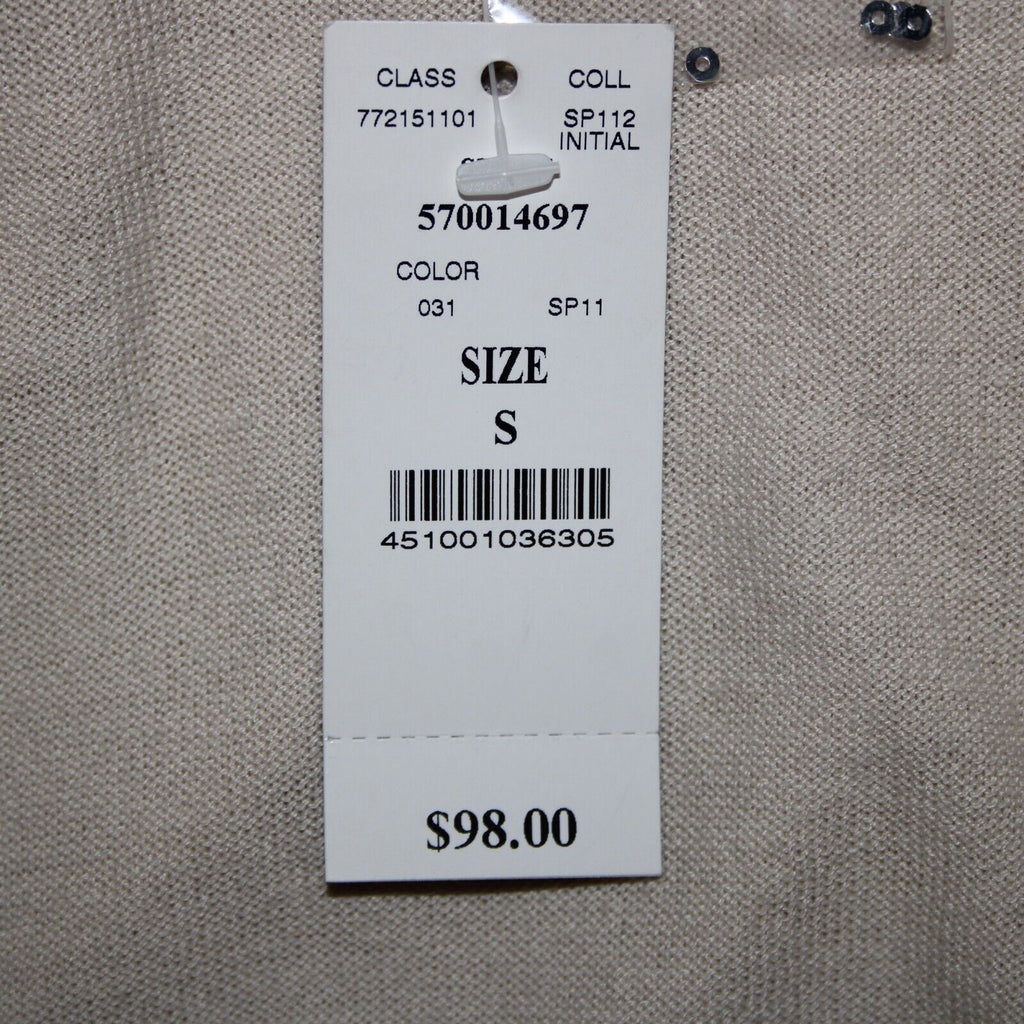 CLASS COLL
772151101 SP112
INITIAL
570014697
COLOR
031 SP11
SIZE
S
451001036305
$98.00